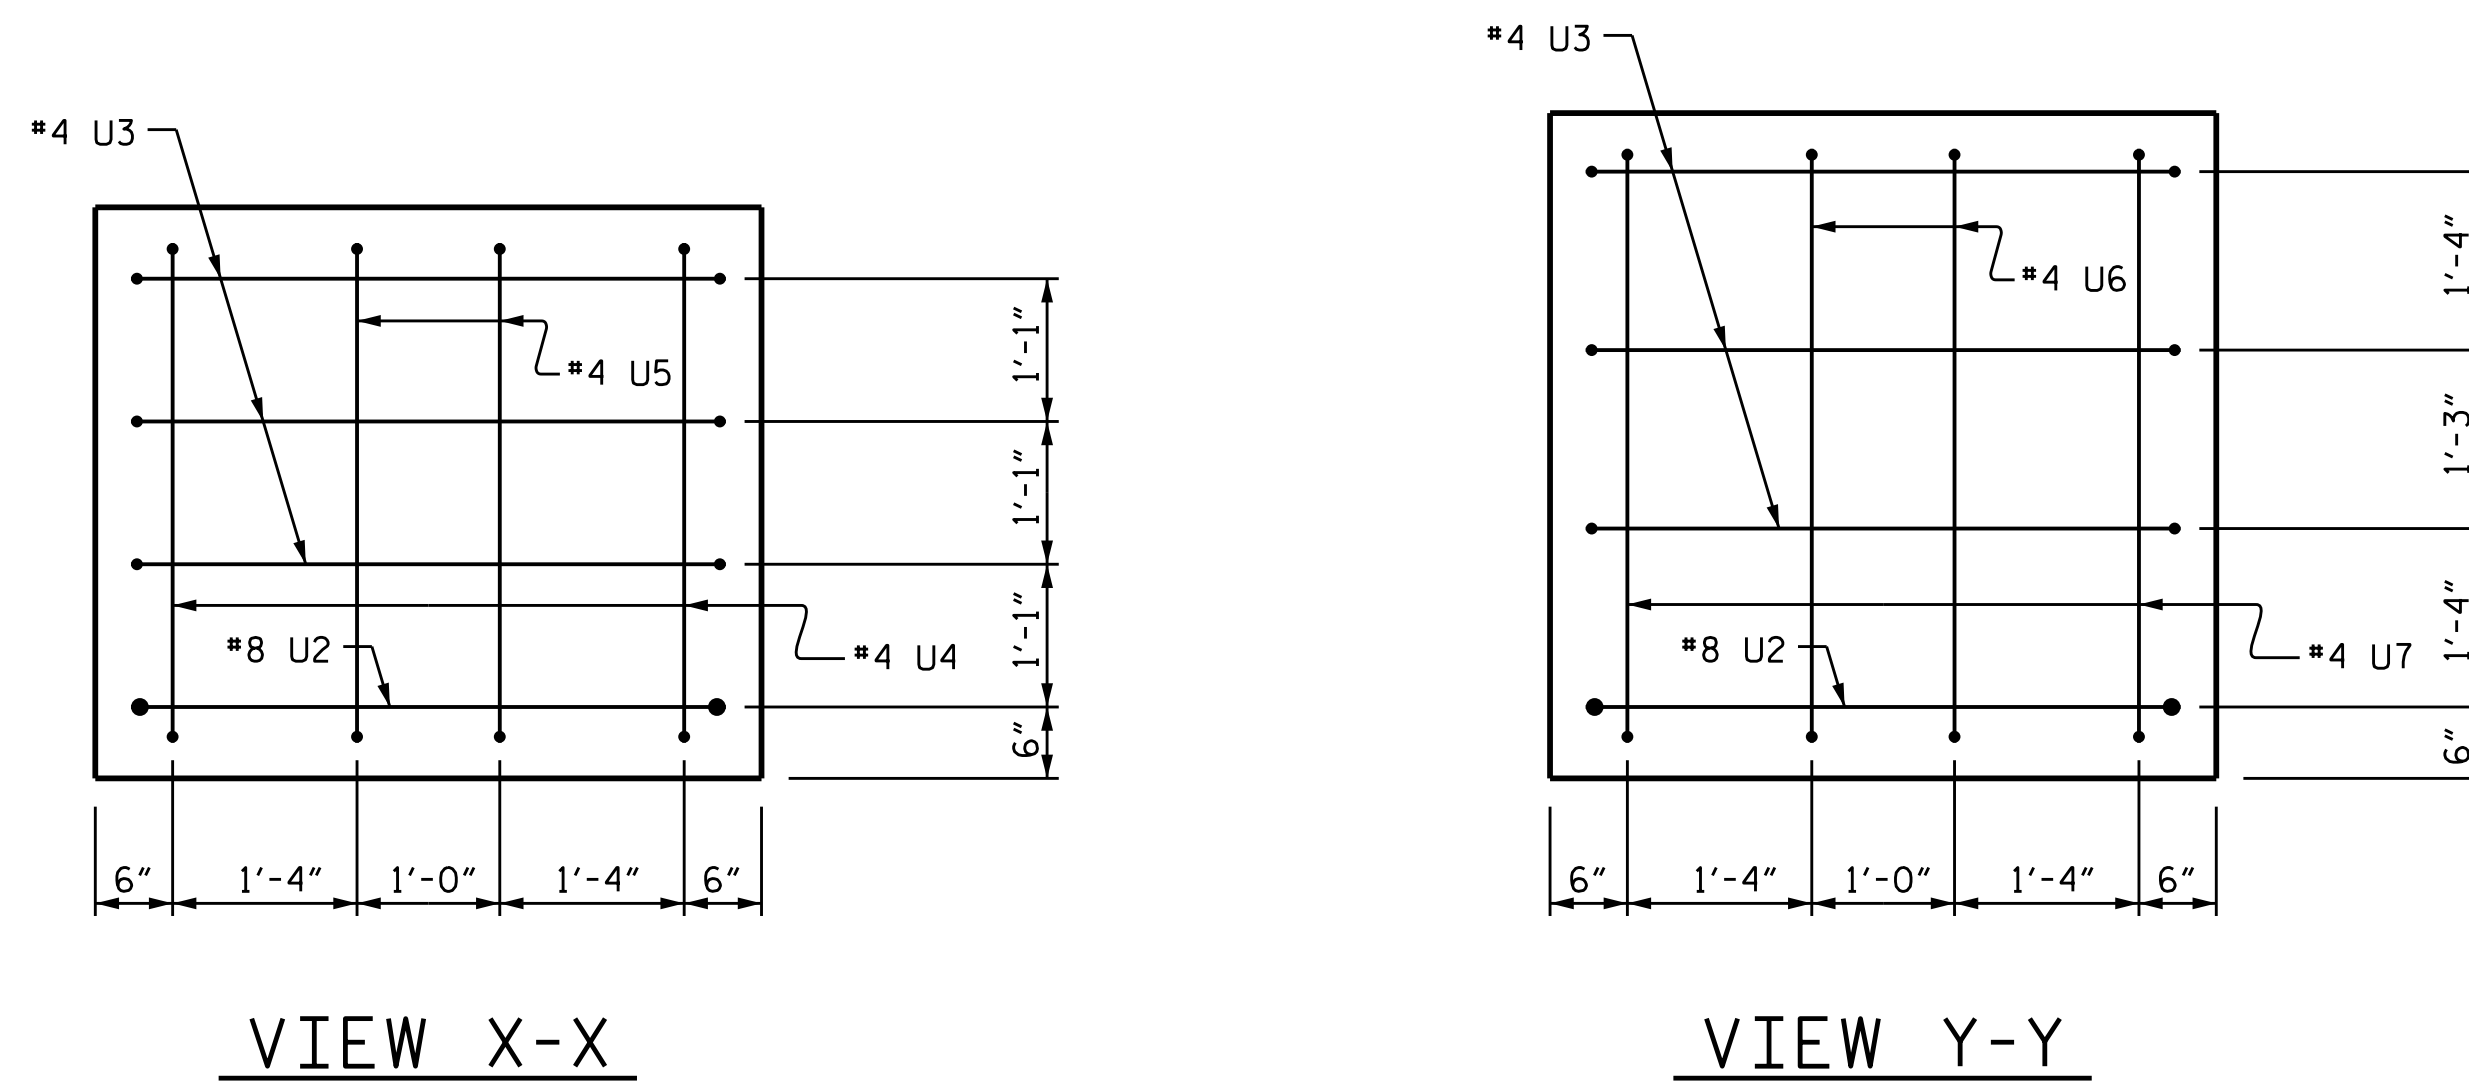 #4 U3
#4 U5
#4 U4
#8 U2
1'-1"
1'-1"
1'-1"
6"
6" 1'-4" 1'-0" 1'-4" 6"
VIEW X-X
#4 U3
#4 U6
#4 U7
#8 U2
1'-4"
1'-3"
1'-4"
6"
6" 1'-4" 1'-0" 1'-4" 6"
VIEW Y-Y